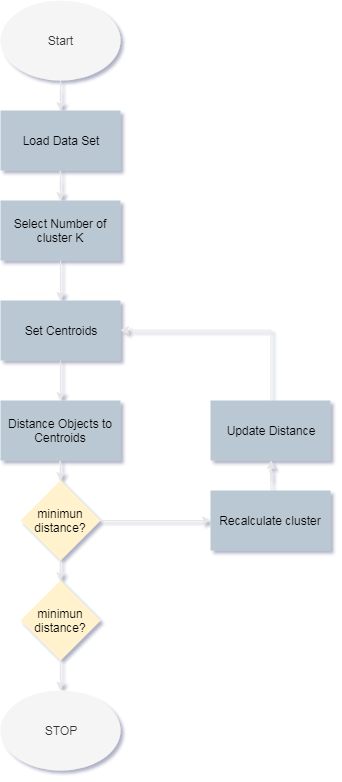 Start
Load Data Set
Select Number of
cluster K
Set Centroids
Distance Objects to
Centroids
Update Distance
minimun
distance?
Recalculate cluster
minimun
distance?
STOP